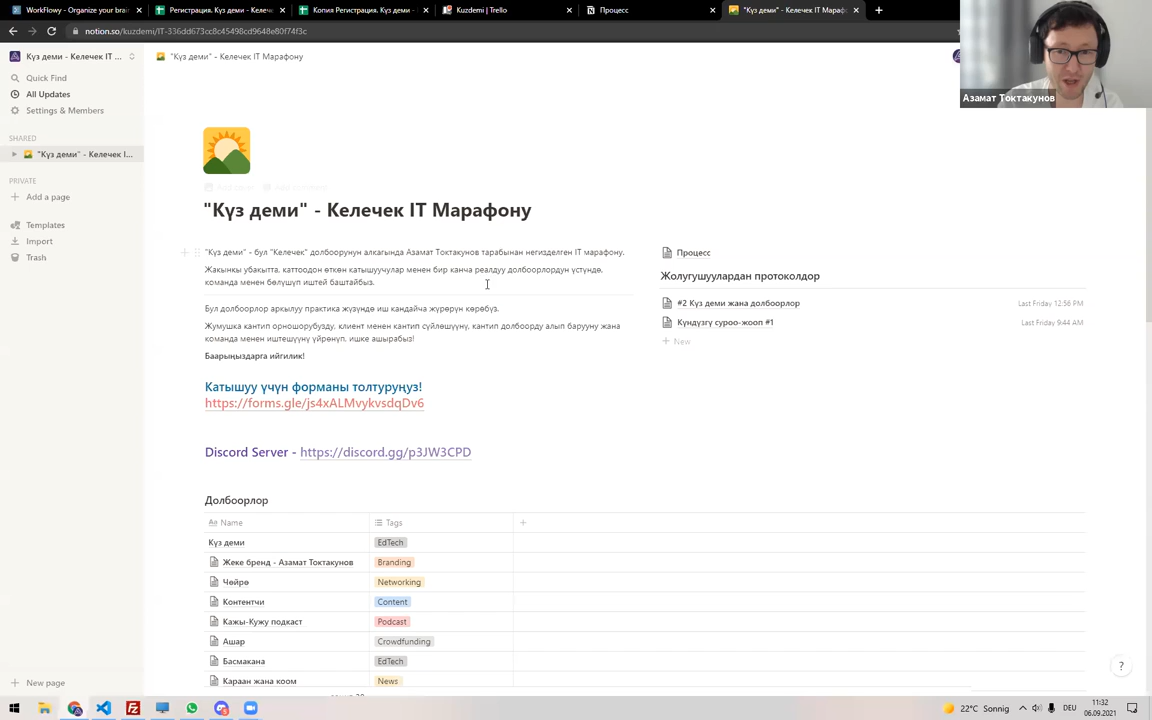 WorkFlowy - Organize your brai
Регистрация. Күз деми - Келеч
Копия Регистрация. Күз деми -
Kuzdemi | Trello
Процесс
"Күз деми" - Келечек IT Мараф
notion.so/kuzdemi/IT-336dd673cc8c45498cd9648e80f74f3c
Күз деми - Келечек IT ...
"Күз деми" - Келечек IT Марафону
Quick Find
All Updates
Settings & Members
SHARED
"Күз деми" - Келечек I...
PRIVATE
Add a page
Templates
Import
Trash
Азамат Токтакунов
Add cover
Add comment
"Күз деми" - Келечек IT Марафону
"Күз деми" - бул "Келечек" долбоорунун алкагында Азамат Токтакунов тарабынан негизделген IT марафону.
Жакынкы убакытта, каттоодон өткөн катышуучулар менен бир канча реалдуу долбоорлордун үстүндө,
команда менен бөлүшүп иштей баштайбыз.
Бул долбоорлор аркылуу практика жүзүндө иш кандайча жүрөрүн көрөбүз.
Жумушка кантип орношорубузду, клиент менен кантип сүйлөшүүнү, кантип долбоорду алып барууну жана
команда менен иштешүүнү үйрөнүп, ишке ашырабыз!
Баарыңыздарга ийгилик!
Катышуу үчүн форманы толтуруңуз!
https://forms.gle/js4xALMvykvsdqDv6
Discord Server - https://discord.gg/p3JW3CPD
Процесс
Жолугушуулардан протоколдор
#2 Күз деми жана долбоорлор
Last Friday 12:56 PM
Күндүзгү суроо-жооп #1
Last Friday 9:44 AM
New
Долбоорлор
Name
Tags
Күз деми
EdTech
Жеке бренд - Азамат Токтакунов
Branding
Чөйрө
Networking
Контентчи
Content
Кажы-Кужу подкаст
Podcast
Ашар
Crowdfunding
Басмакана
EdTech
Караан жана коом
News
New page
?
22°C Sonnig
DEU
11:32
06.09.2021